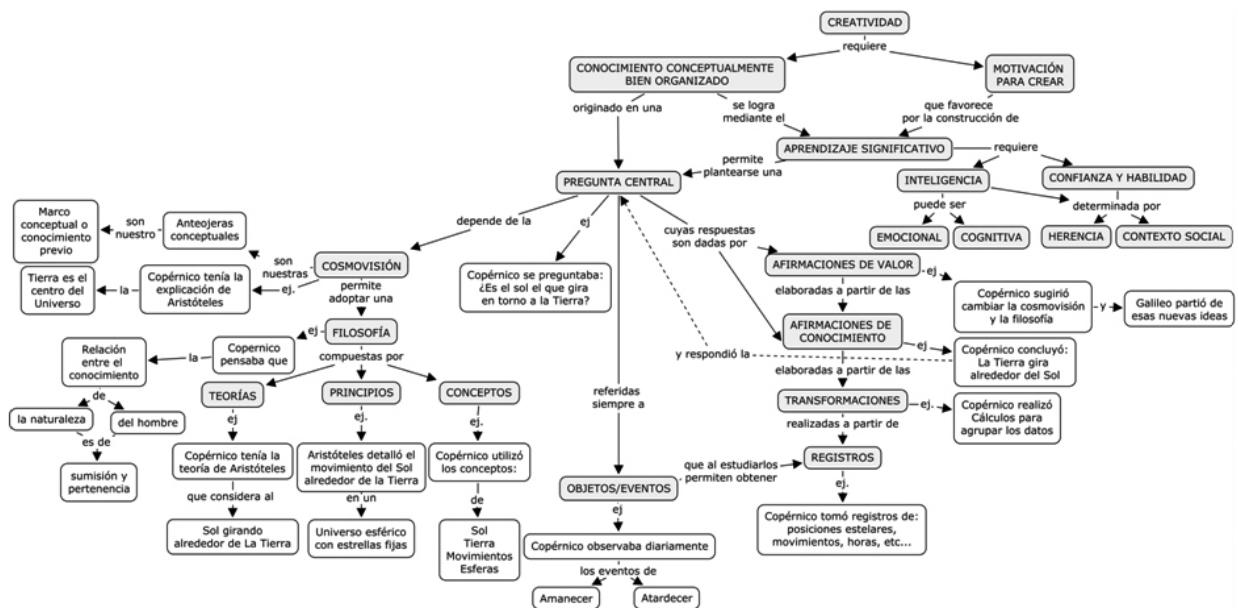 CREATIVIDAD
requiere
CONOCIMIENTO CONCEPTUALMENTE
BIEN ORGANIZADO
MOTIVACIÓN
PARA CREAR
originado en una
se logra
mediante el
que favorece
por la construcción de
APRENDIZAJE SIGNIFICATIVO
requiere
permite
plantearse una
PREGUNTA CENTRAL
INTELIGENCIA
CONFIANZA Y HABILIDAD
puede ser
determinada por
EMOCIONAL
COGNITIVA
HERENCIA
CONTEXTO SOCIAL
depende de la
ej
cuyas respuestas
son dadas por
Marco
conceptual o
conocimiento
previo
son
nuestro
Anteojeras
conceptuales
son
nuestras
COSMOVISIÓN
ej.
Tierra es el
centro del
Universo
la
Copérnico tenía la
explicación de
Aristóteles
permite
adoptar una
Copérnico se preguntaba:
¿Es el sol el que gira
en torno a la Tierra?
AFIRMACIONES DE VALOR
ej
elaboradas a partir de las
Copérnico sugirió
cambiar la cosmovisión
y la filosofía
y
Galileo partió de
esas nuevas ideas
FILOSOFÍA
ej
Copernico
pensaba que
la
Relación
entre el
conocimiento
de
la naturaleza
del hombre
es de
sumisión y
pertenencia
compuestas por
AFIRMACIONES DE
CONOCIMIENTO
ej
y respondió la
Copérnico concluyó:
La Tierra gira
alrededor del Sol
elaboradas a partir de las
TEORÍAS
PRINCIPIOS
CONCEPTOS
referidas
siempre a
TRANSFORMACIONES
ej.
Copérnico realizó
Cálculos para
agrupar los datos
realizadas a partir de
ej
ej.
ej.
Copérnico tenía la
teoría de Aristóteles
Aristóteles detalló el
movimiento del Sol
alrededor de la Tierra
Copérnico utilizó
los conceptos:
REGISTROS
que al estudiarlos
permiten obtener
OBJETOS/EVENTOS
ej.
que considera al
en un
de
ej
Sol girando
alrededor de La Tierra
Universo esférico
con estrellas fijas
Sol
Tierra
Movimientos
Esferas
Copérnico tomó registros de:
posiciones estelares,
movimientos, horas, etc...
Copérnico observaba diariamente
los eventos de
Amanecer
Atardecer